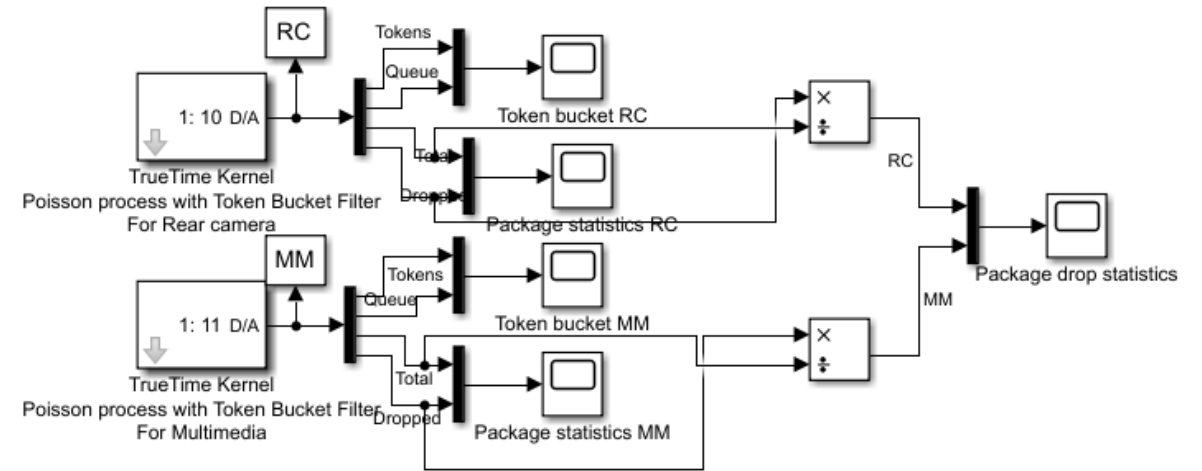 RC
Tokens
Queue
1: 10 D/A
Token bucket RC
×
÷
Total
RC
TrueTime Kernel
Poisson process with Token Bucket Filter
For Rear camera
Dropped
Package statistics RC
MM
Tokens
Queue
Package drop statistics
MM
1: 11 D/A
Token bucket MM
×
÷
TrueTime Kernel
Poisson process with Token Bucket Filter
For Multimedia
Total
Dropped
Package statistics MM